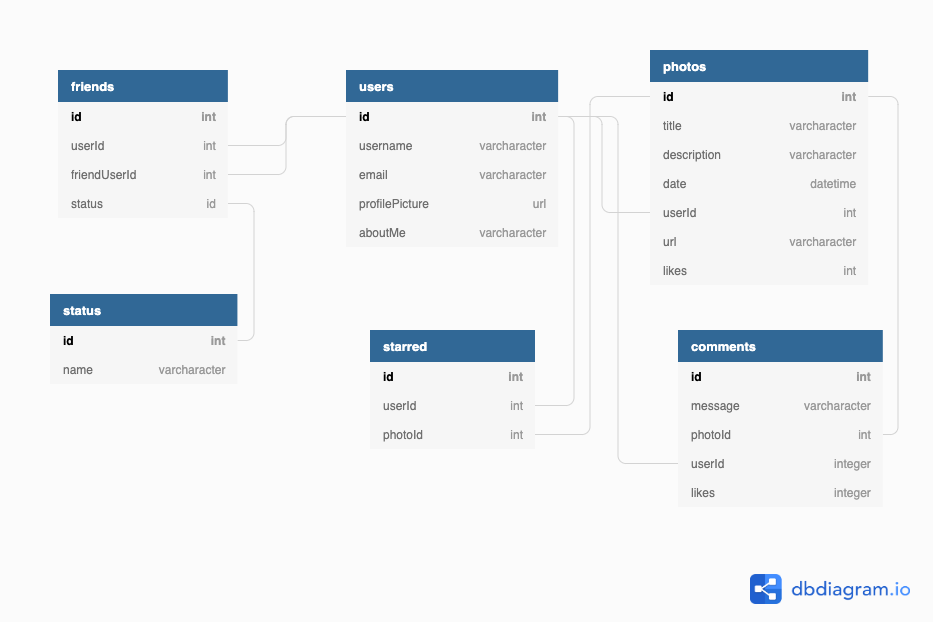 friends
id int
userId int
friendUserId int
status id
users
id int
username varcharacter
email varcharacter
profilePicture url
aboutMe varcharacter
photos
id int
title varcharacter
description varcharacter
date datetime
userId int
url varcharacter
likes int
status
id int
name varcharacter
starred
id int
userId int
photoId int
comments
id int
message varcharacter
photoId int
userId integer
likes integer
dbdiagram.io